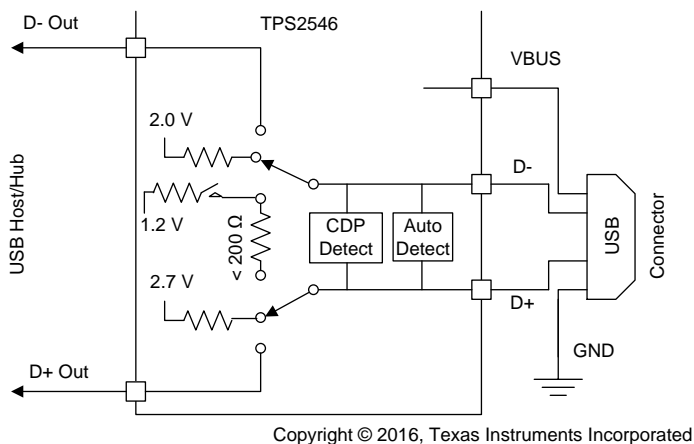 D- Out
TPS2546
VBUS
2.0 V
D-
1.2 V
< 200 Ω
CDP
Detect
Auto
Detect
USB Host/Hub
USB
Connector
2.7 V
D+
GND
D+ Out
Copyright © 2016, Texas Instruments Incorporated